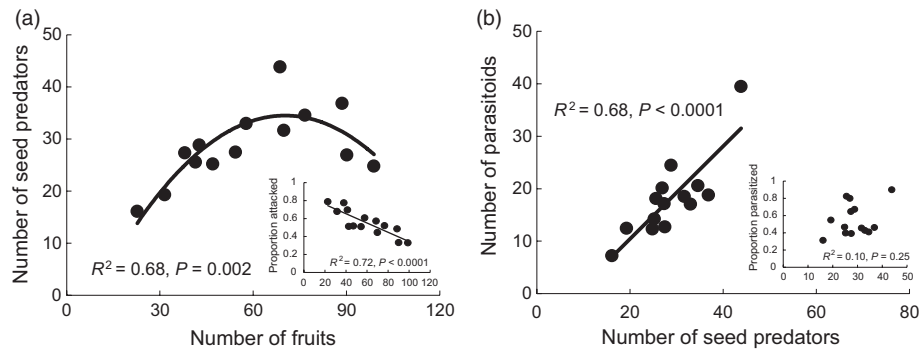 (a)
50
40
30
20
10
0
Number of seed predators
R² = 0.68, P = 0.002
0 30 60 90 120
Number of fruits
1
0.8
0.6
0.4
0.2
0
Proportion attacked
R² = 0.72, P < 0.0001
0 20 40 60 80 100 120
(b)
50
40
30
20
10
0
Number of parasitoids
R² = 0.68, P < 0.0001
0 20 40 60 80
Number of seed predators
1
0.8
0.6
0.4
0.2
0
Proportion parasitized
R² = 0.10, P = 0.25
0 10 20 30 40 50